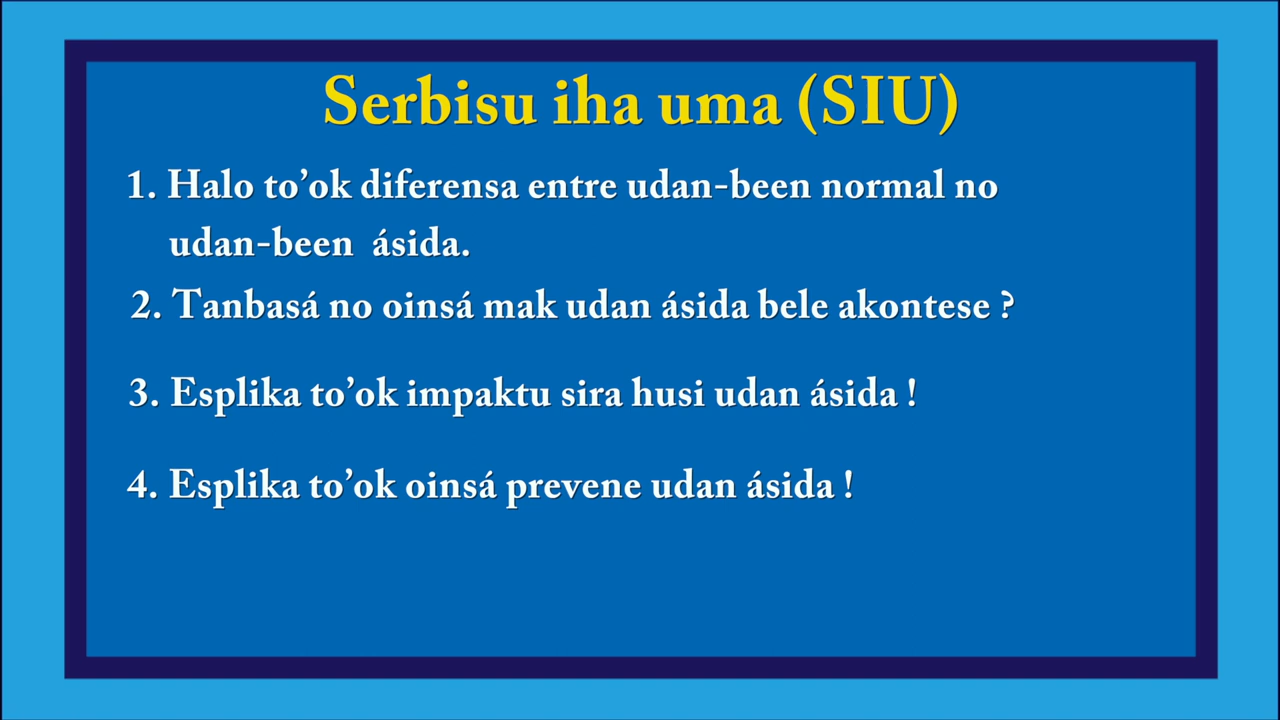 Serbisu iha uma (SIU)
1. Halo to’ok diferensa entre udan-been normal no
udan-been ásida.
2. Tanbasá no oinsá mak udan ásida bele akontese ?
3. Esplika to’ok impaktu sira husi udan ásida !
4. Esplika to’ok oinsá prevene udan ásida !